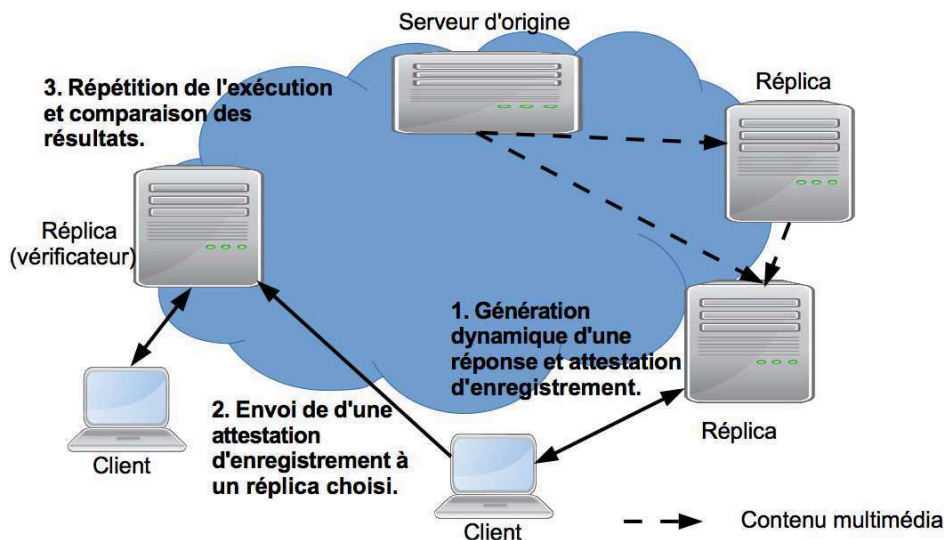 Serveur d'origine
3. Répétition de l'exécution
et comparaison des
résultats.
Réplica
Réplica
(vérificateur)
1. Génération
dynamique d'une
réponse et attestation
d'enregistrement.
2. Envoi de d'une
attestation
d'enregistrement à
un réplica choisi.
Réplica
Client
Client
Contenu multimédia